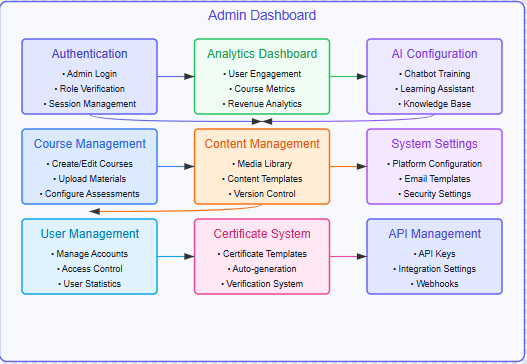 Admin Dashboard
Authentication
• Admin Login
• Role Verification
• Session Management
Analytics Dashboard
• User Engagement
• Course Metrics
• Revenue Analytics
AI Configuration
• Chatbot Training
• Learning Assistant
• Knowledge Base
Course Management
• Create/Edit Courses
• Upload Materials
• Configure Assessments
Content Management
• Media Library
• Content Templates
• Version Control
System Settings
• Platform Configuration
• Email Templates
• Security Settings
User Management
• Manage Accounts
• Access Control
• User Statistics
Certificate System
• Certificate Templates
• Auto-generation
• Verification System
API Management
• API Keys
• Integration Settings
• Webhooks